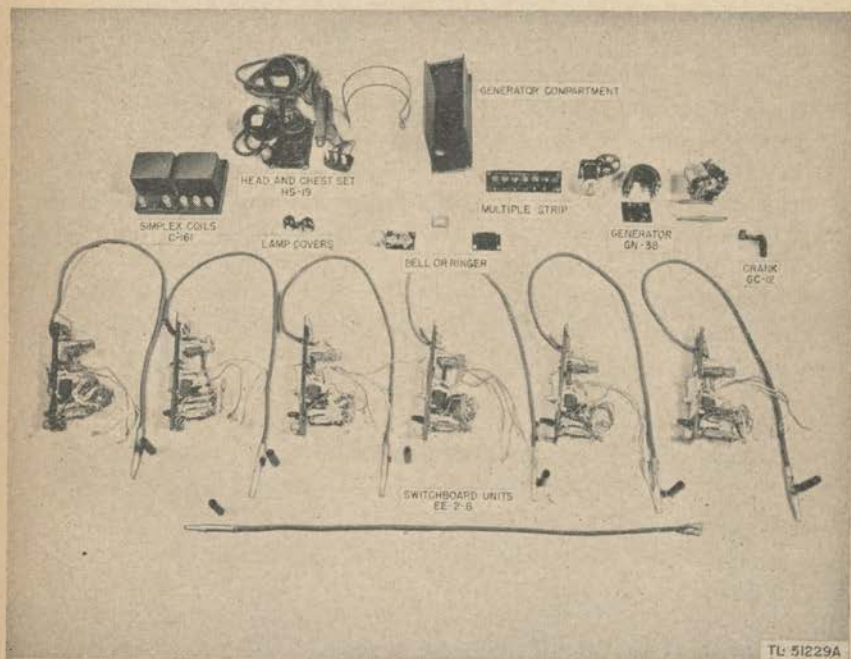 GENERATOR COMPARTMENT
HEAD AND CHEST SET
HS-19
MULTIPLE STRIP
SIMPLEX COILS
C-161
LAMP COVERS
GENERATOR
GN-38
BELL OR RINGER
CRANK
GC-12
SWITCHBOARD UNITS
EE-2-B
TL-51229A